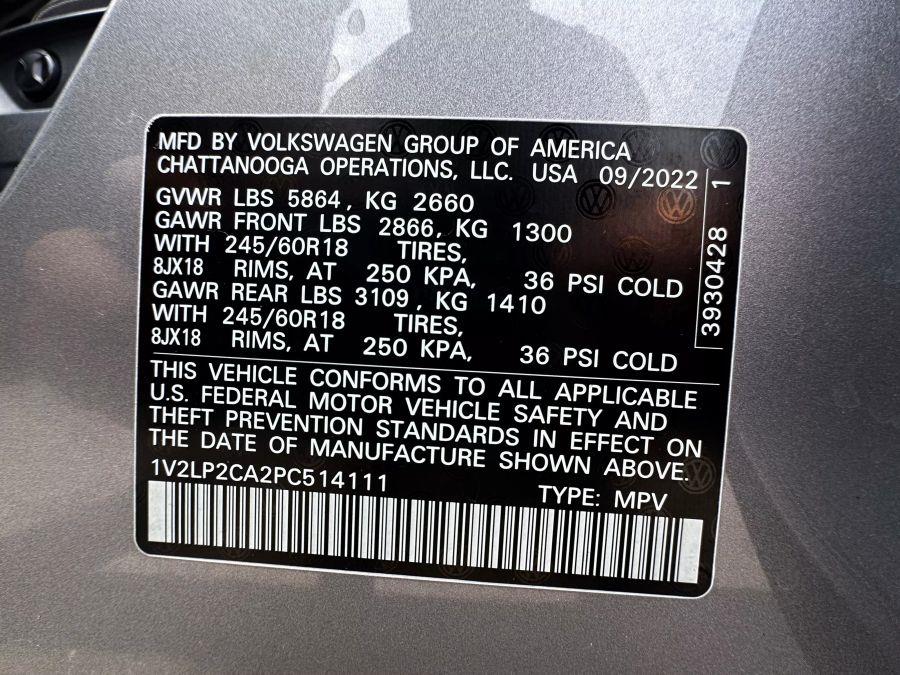 MFD BY VOLKSWAGEN GROUP OF AMERICA
CHATTANOOGA OPERATIONS, LLC. USA 09/2022
GVWR LBS 5864, KG 2660
GAWR FRONT LBS 2866, KG 1300
WITH 245/60R18 TIRES,
8JX18 RIMS, AT 250 KPA, 36 PSI COLD
GAWR REAR LBS 3109, KG 1410
WITH 245/60R18 TIRES,
8JX18 RIMS, AT 250 KPA, 36 PSI COLD
THIS VEHICLE CONFORMS TO ALL APPLICABLE
U.S. FEDERAL MOTOR VEHICLE SAFETY AND
THEFT PREVENTION STANDARDS IN EFFECT ON
THE DATE OF MANUFACTURE SHOWN ABOVE.
1V2LP2CA2PC514111 TYPE: MPV
3930428 1